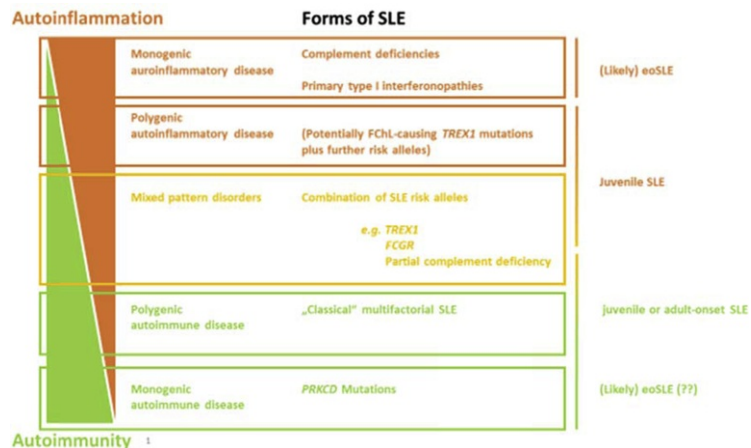 Autoinflammation
Forms of SLE
Monogenic
auroinflammatory disease
Complement deficiencies
Primary type I interferonopathies
(Likely) eoSLE
Polygenic
autoinflammatory disease
(Potentially FChL-causing TREX1 mutations
plus further risk alleles)
Juvenile SLE
Mixed pattern disorders
Combination of SLE risk alleles
e.g. TREX1
FCGR
Partial complement deficiency
Polygenic
autoimmune disease
„Classical" multifactorial SLE
juvenile or adult-onset SLE
Monogenic
autoimmune disease
PRKCD Mutations
(Likely) eoSLE (??)
Autoimmunity 1